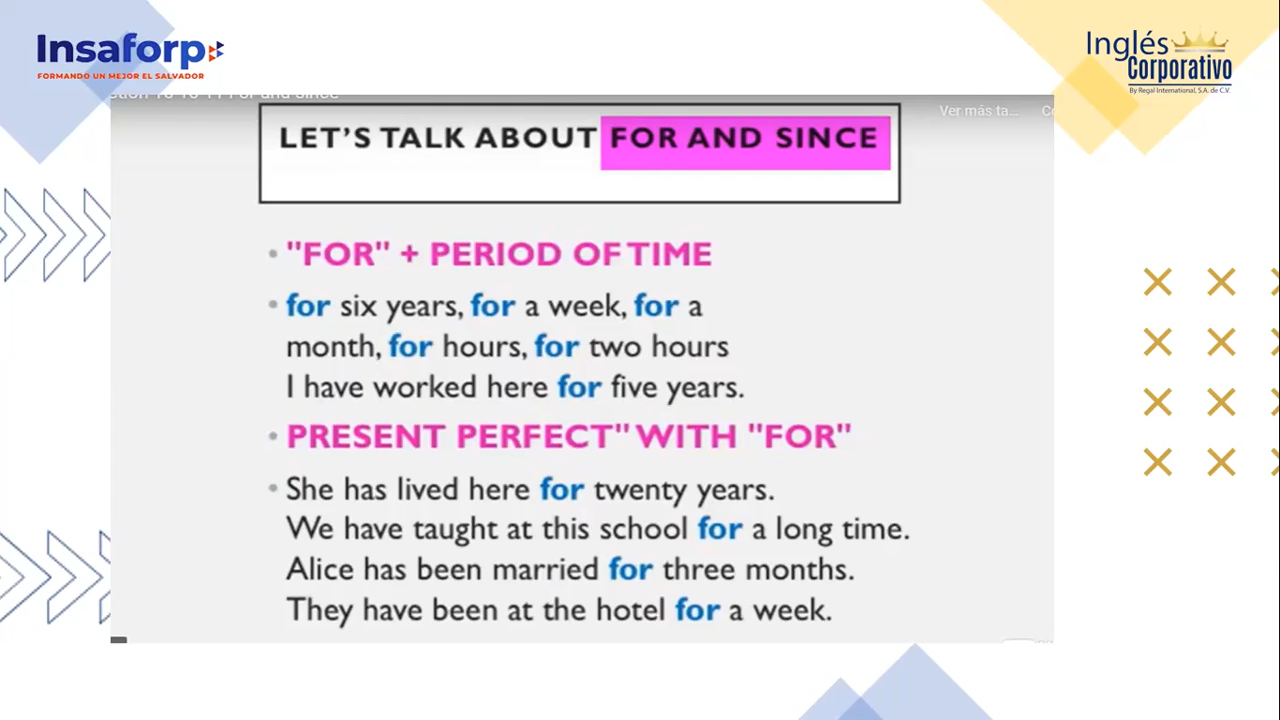 Insaforp
FORMANDO UN MEJOR EL SALVADOR
Inglés
Corporativo
By Regal International, S.A. de C.V.
For and Since
Ver más ta...
LET'S TALK ABOUT FOR AND SINCE
• "FOR" + PERIOD OF TIME
• for six years, for a week, for a
month, for hours, for two hours
I have worked here for five years.
• PRESENT PERFECT" WITH "FOR"
• She has lived here for twenty years.
We have taught at this school for a long time.
Alice has been married for three months.
They have been at the hotel for a week.